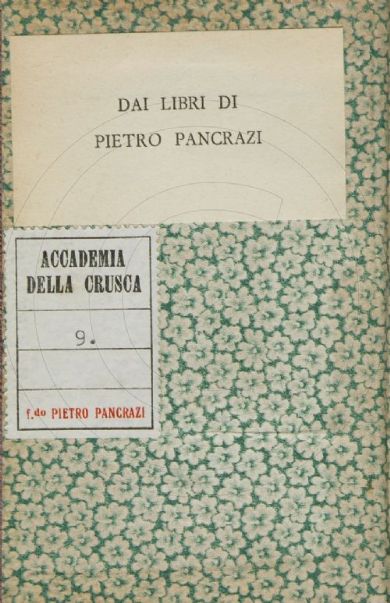 DAI LIBRI DI
PIETRO PANCRAZI
ACCADEMIA
DELLA CRUSCA
9.
f.do PIETRO PANCRAZI